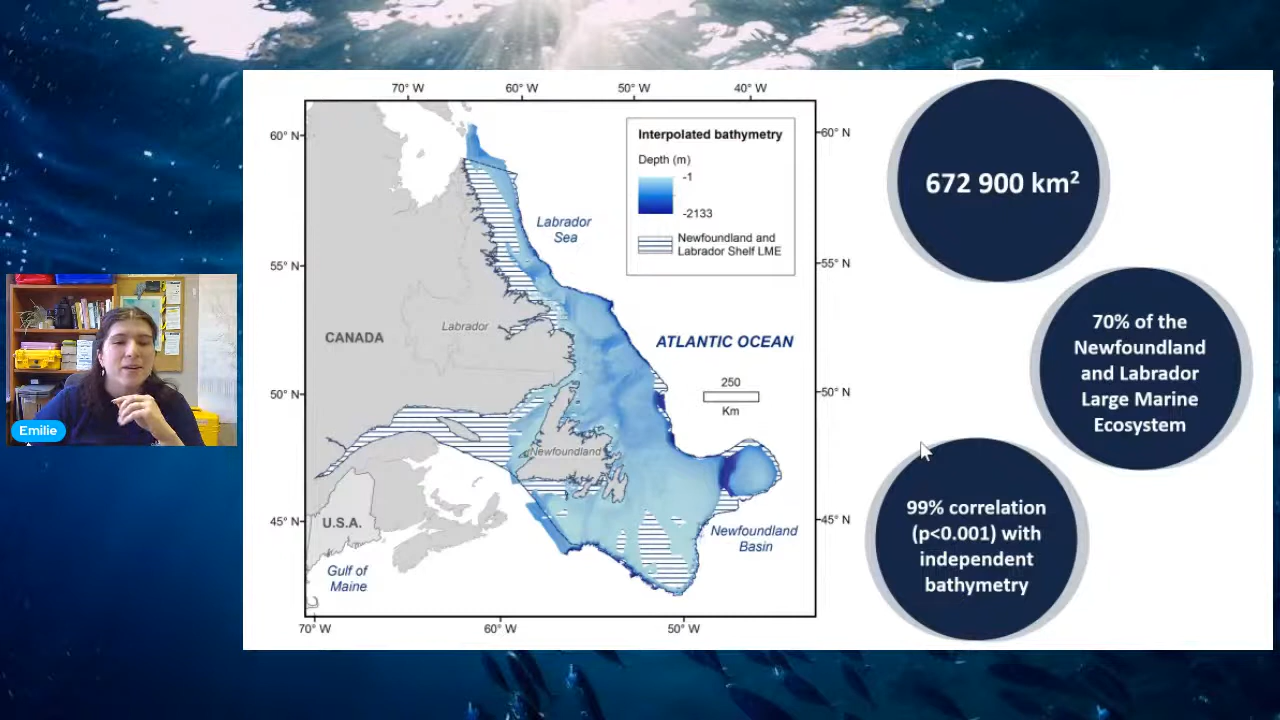 70° W 60° W 50° W 40° W
60° N
60° N
Interpolated bathymetry
Depth (m)
-1
-2133
Newfoundland and
Labrador Shelf LME
Labrador
Sea
55° N
55° N
CANADA
Labrador
ATLANTIC OCEAN
250
Km
50° N
50° N
Newfoundland
45° N
45° N
U.S.A.
Newfoundland
Basin
Gulf of
Maine
70° W 60° W 50° W
672 900 km²
70% of the
Newfoundland
and Labrador
Large Marine
Ecosystem
99% correlation
(p<0.001) with
independent
bathymetry
Emilie